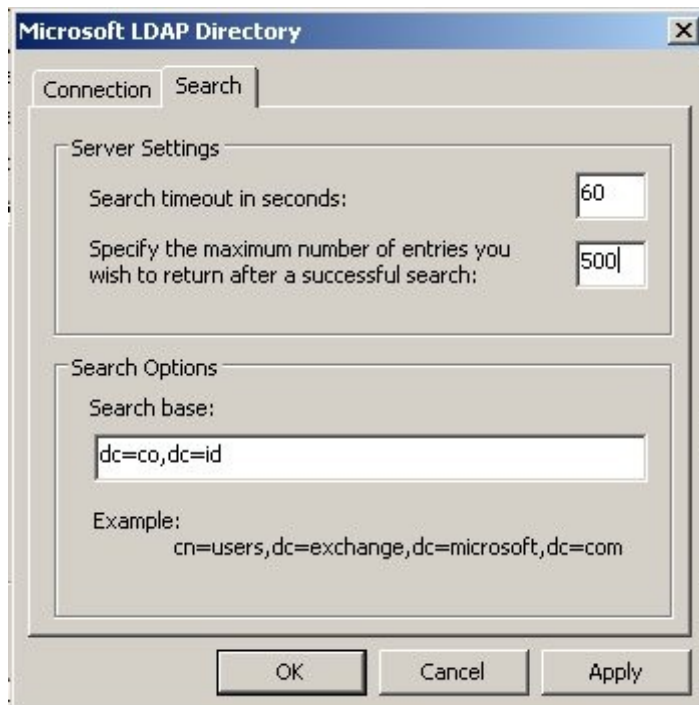 Microsoft LDAP Directory
Connection
Search
Server Settings
Search timeout in seconds:
60
Specify the maximum number of entries you
wish to return after a successful search:
500
Search Options
Search base:
dc=co,dc=id
Example:
cn=users,dc=exchange,dc=microsoft,dc=com
OK
Cancel
Apply